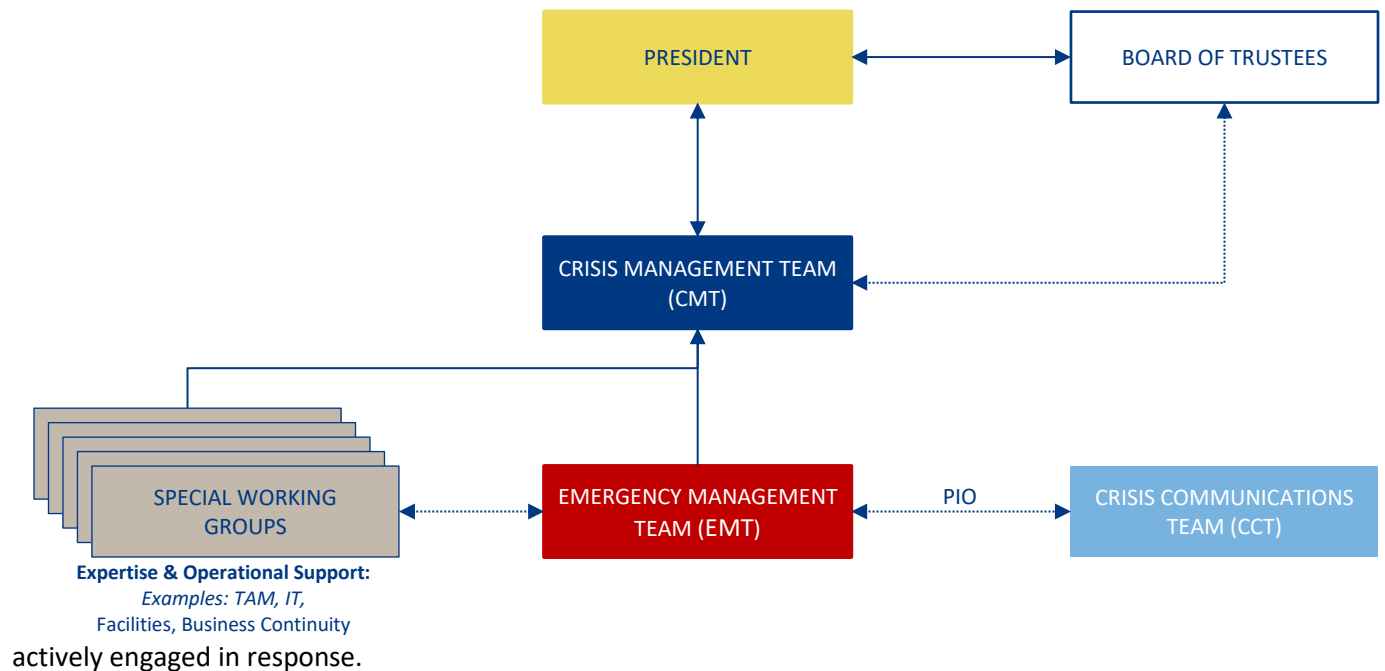 PRESIDENT
BOARD OF TRUSTEES
CRISIS MANAGEMENT TEAM
(CMT)
SPECIAL WORKING
GROUPS
EMERGENCY MANAGEMENT
TEAM (EMT)
PIO
CRISIS COMMUNICATIONS
TEAM (CCT)
Expertise & Operational Support:
Examples: TAM, IT,
Facilities, Business Continuity
actively engaged in response.